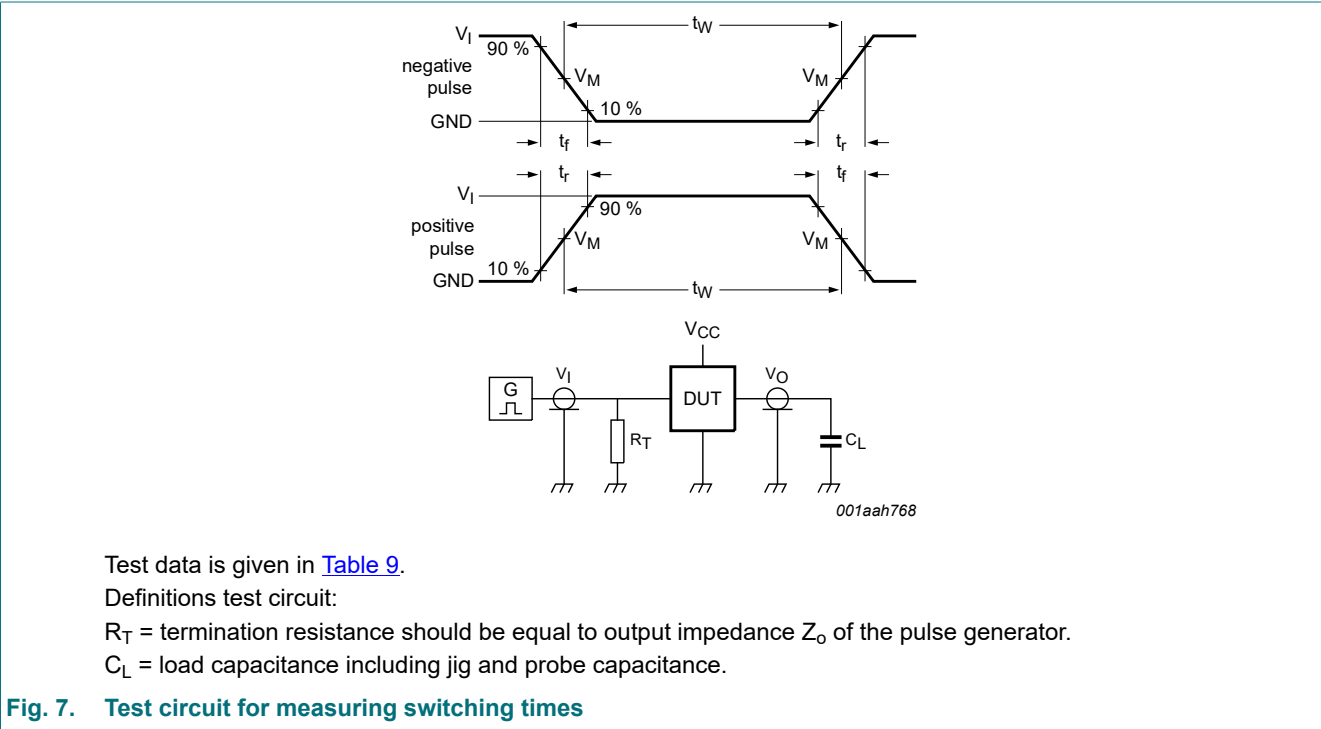 tW
VI
90 %
negative
pulse
VM
VM
10 %
GND
tf
tr
tr
tf
VI
90 %
positive
pulse
VM
VM
10 %
GND
tW
VCC
G
VI
DUT
VO
RT
CL
001aah768
Test data is given in Table 9.
Definitions test circuit:
RT = termination resistance should be equal to output impedance Zo of the pulse generator.
CL = load capacitance including jig and probe capacitance.
Fig. 7. Test circuit for measuring switching times